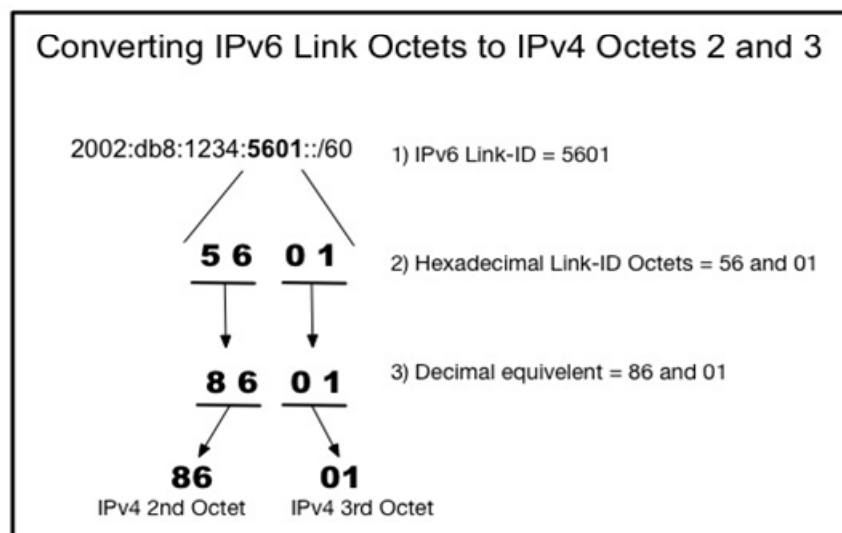 Converting IPv6 Link Octets to IPv4 Octets 2 and 3
2002:db8:1234:5601::/60
1) IPv6 Link-ID = 5601
5 6 0 1
2) Hexadecimal Link-ID Octets = 56 and 01
8 6 0 1
3) Decimal equivelent = 86 and 01
86 01
IPv4 2nd Octet IPv4 3rd Octet